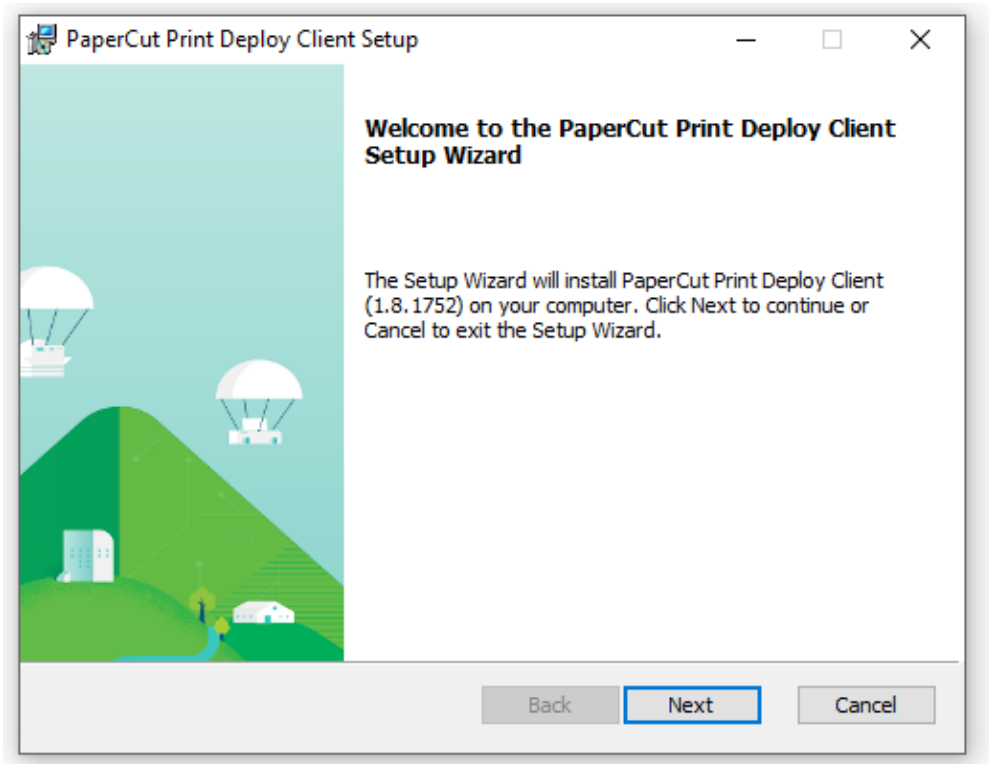 PaperCut Print Deploy Client Setup
Welcome to the PaperCut Print Deploy Client
Setup Wizard
The Setup Wizard will install PaperCut Print Deploy Client
(1.8.1752) on your computer. Click Next to continue or
Cancel to exit the Setup Wizard.
Back Next Cancel